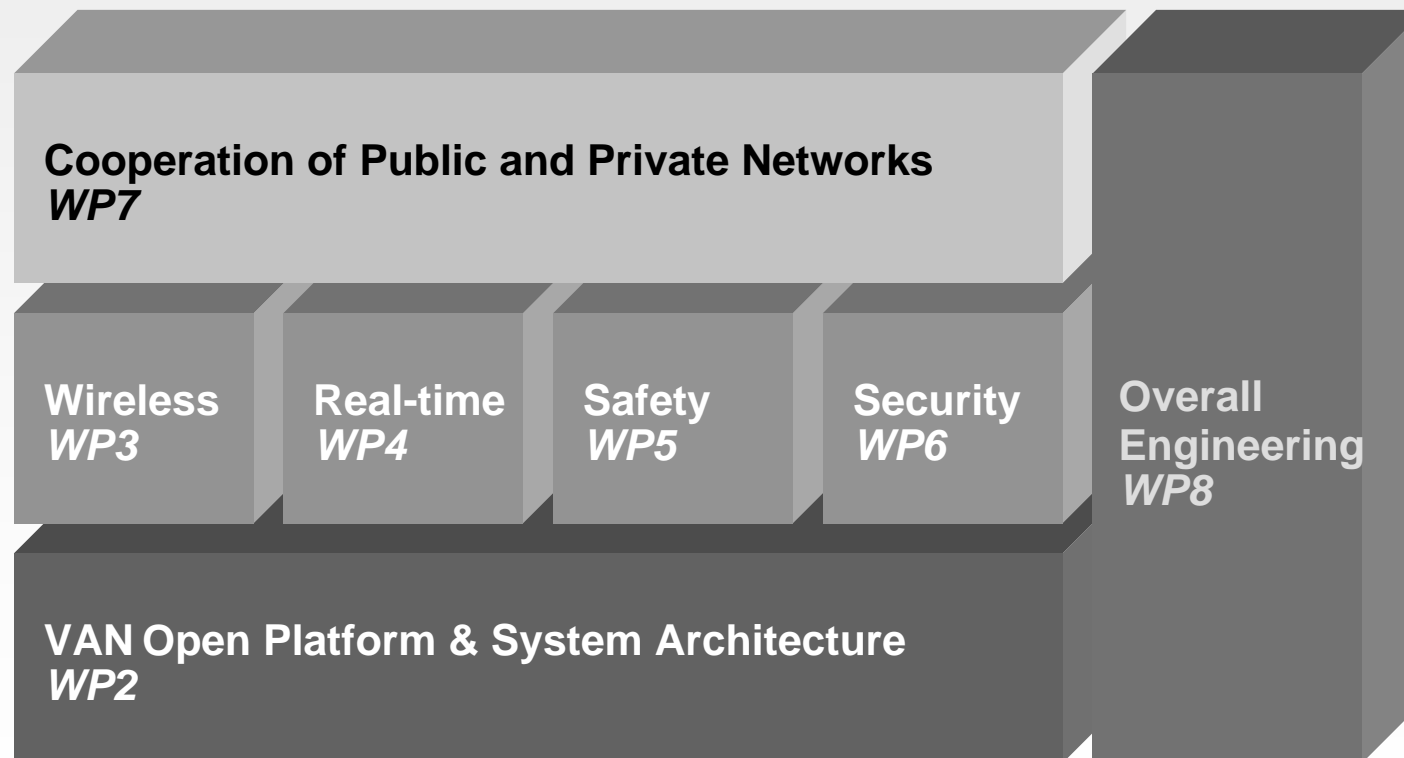 Cooperation of Public and Private Networks
WP7
Wireless
WP3
Real-time
WP4
Safety
WP5
Security
WP6
Overall
Engineering
WP8
VAN Open Platform & System Architecture
WP2